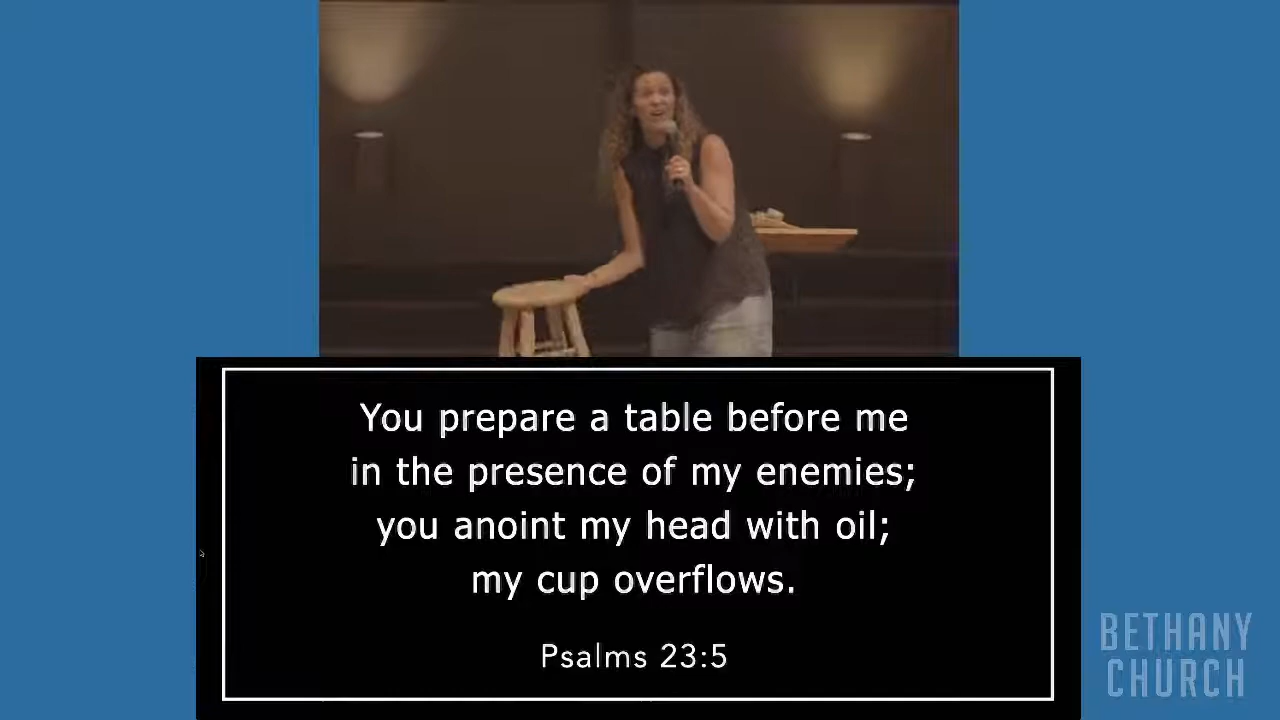 You prepare a table before me
in the presence of my enemies;
you anoint my head with oil;
my cup overflows.
Psalms 23:5
BETHANY
CHURCH